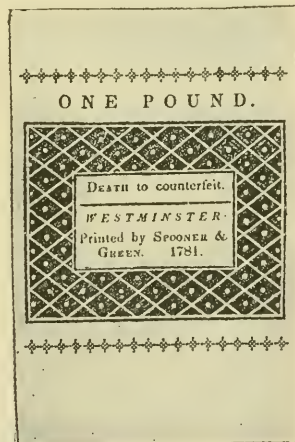 ONE POUND.
DEATH to counterfeit.
WESTMINSTER.
Printed by SPOONER &
GREEN. 1781.